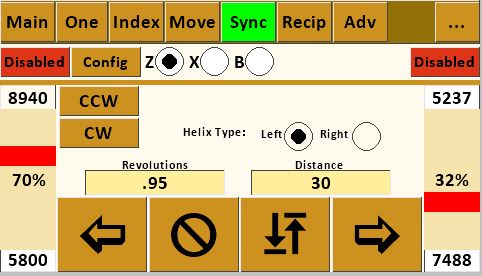 Main One Index Move Sync Recip Adv ...
Disabled Config Z X B Disabled
8940 CCW 5237
CW Helix Type: Left Right
Revolutions Distance
70% .95 30 32%
5800 7488